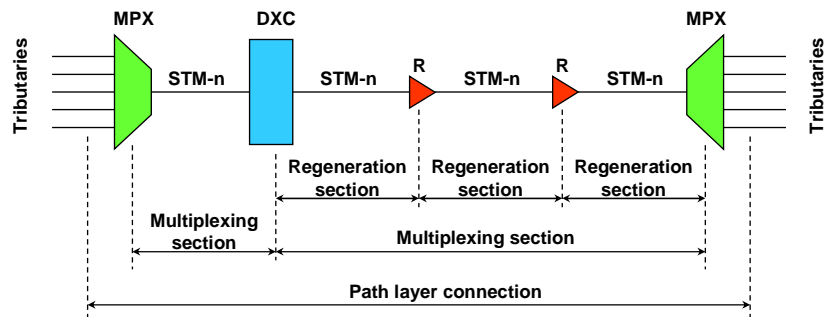 MPX
DXC
MPX
R
R
STM-n
STM-n
STM-n
STM-n
Tributaries
Tributaries
Regeneration
section
Regeneration
section
Regeneration
section
Multiplexing
section
Multiplexing section
Path layer connection